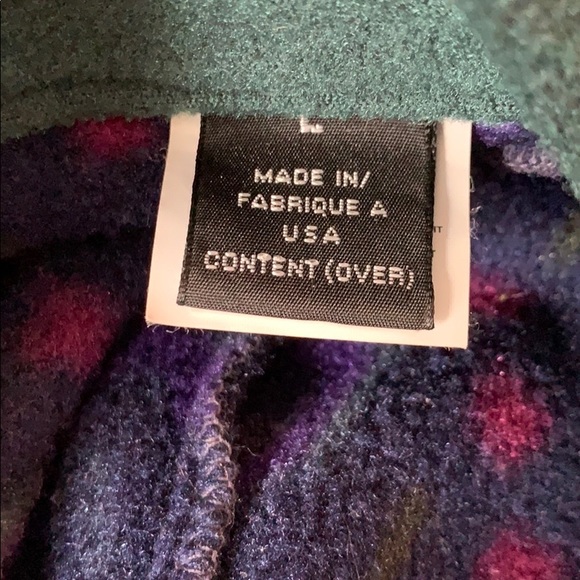 MADE IN/
FABRIQUE A
USA
CONTENT (OVER)